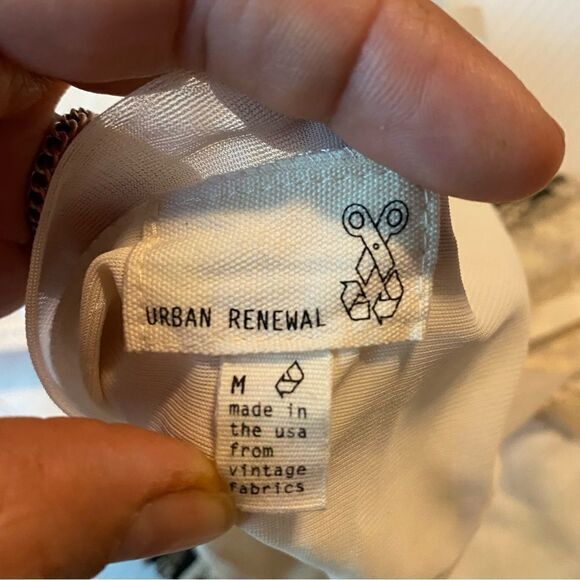 URBAN RENEWAL
M
made in
the usa
from
vintage
fabrics